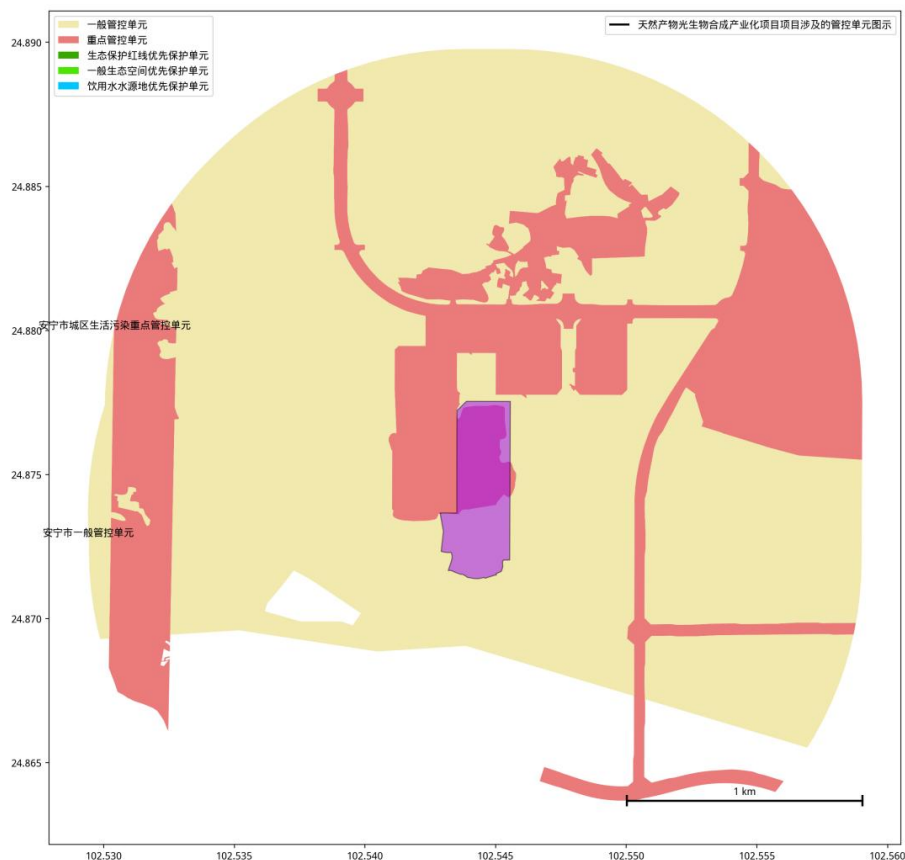 一般管控单元
重点管控单元
生态保护红线优先保护单元
一般生态空间优先保护单元
饮用水水源地优先保护单元
天然产物光生物合成产业化项目项目涉及的管控单元图示
24.890
24.885
24.880
24.875
24.870
24.865
安宁市城区生活污染重点管控单元
安宁市一般管控单元
1 km
102.530
102.535
102.540
102.545
102.550
102.555
102.560